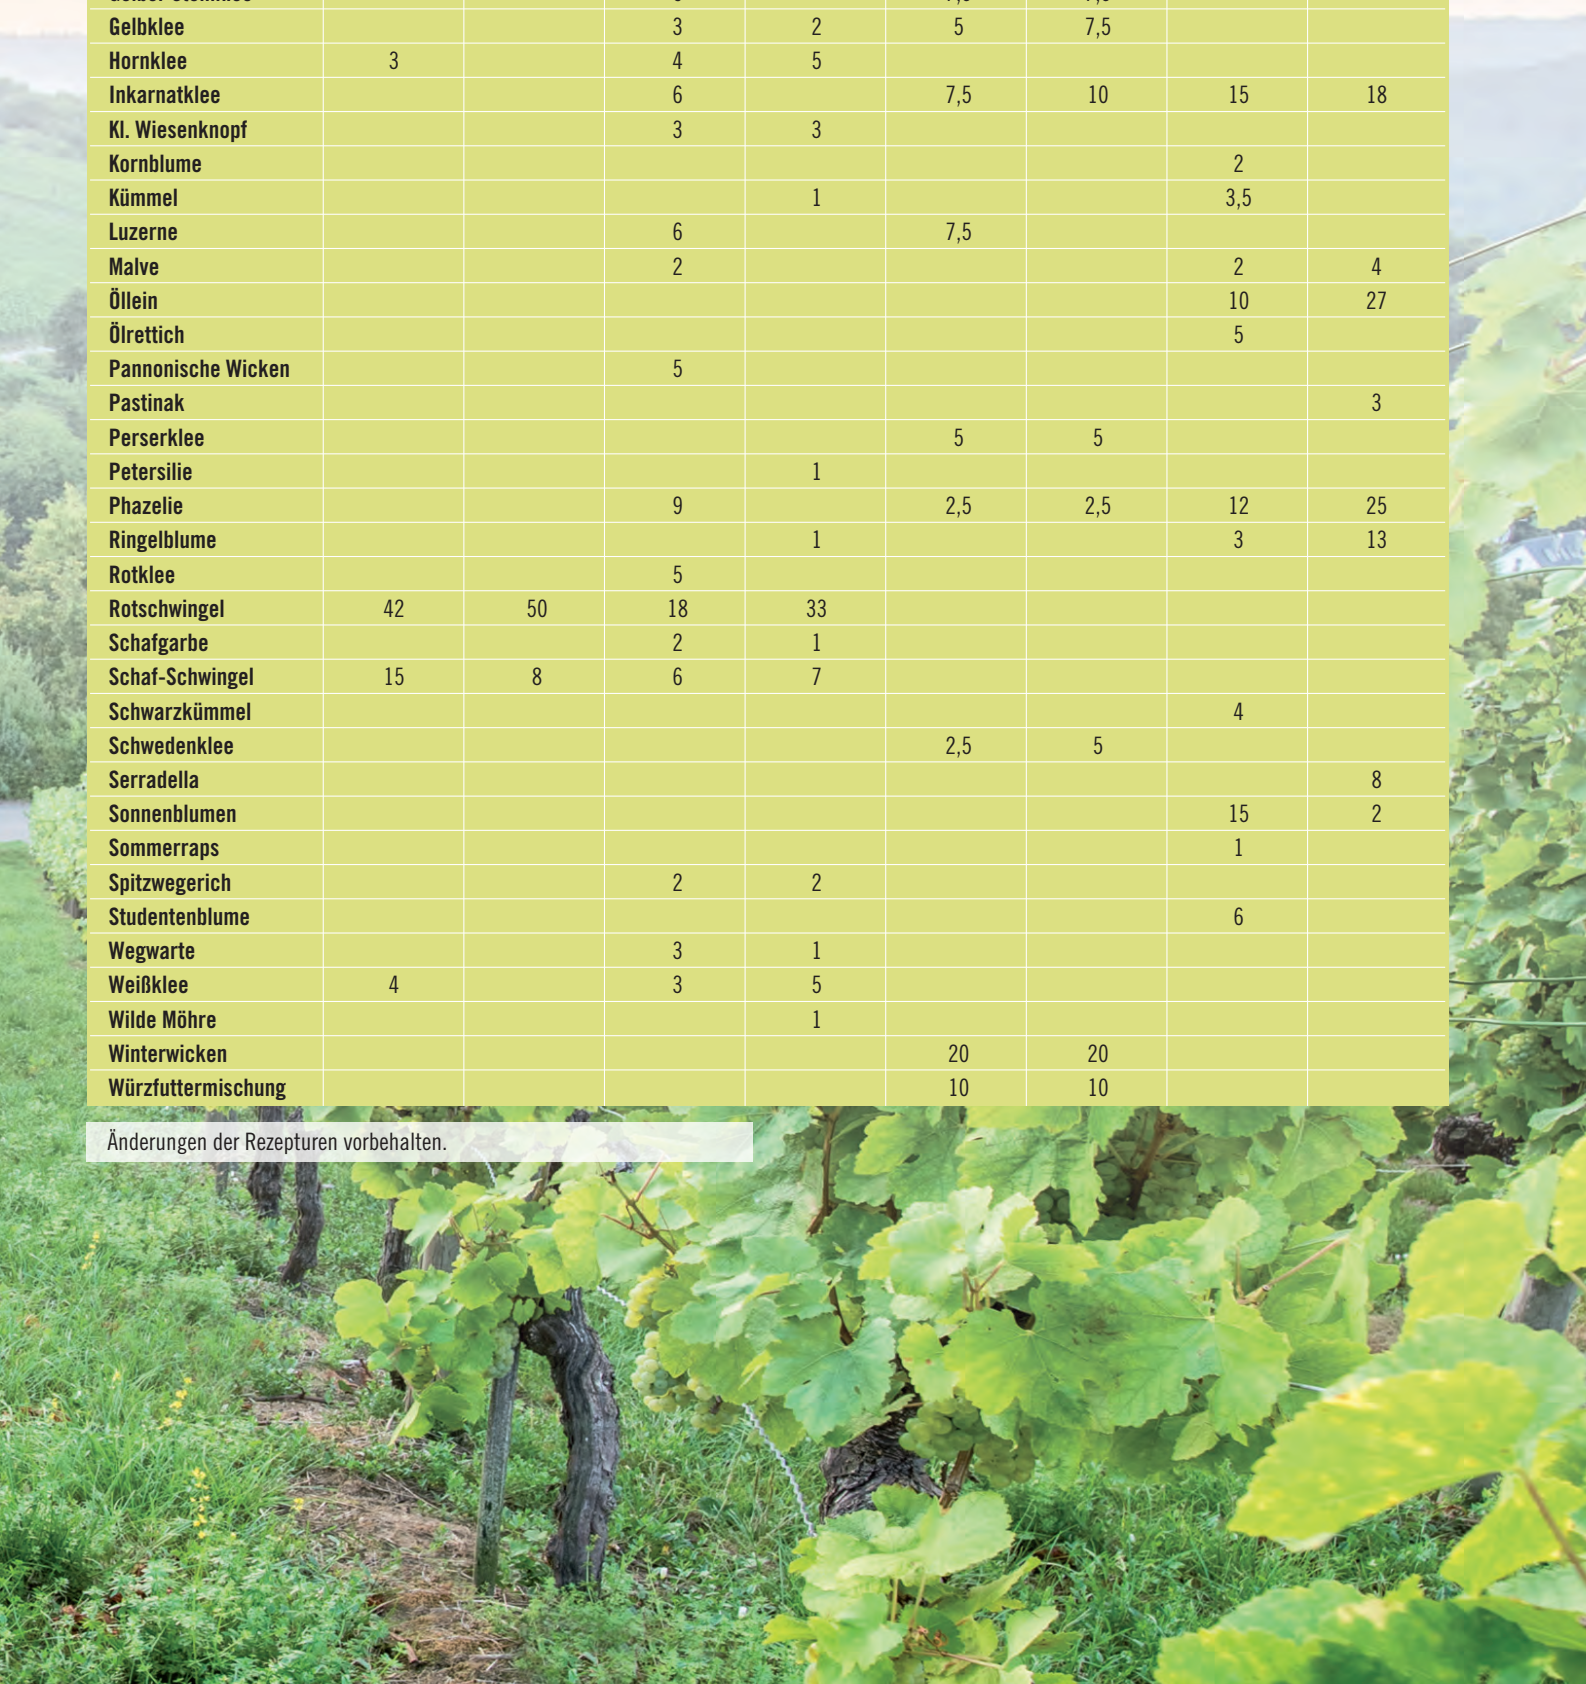 Gelbklee 3 2 5 7,5
Hornklee 3 4 5
Inkarnatklee 6 7,5 10 15 18
Kl. Wiesenknopf 3 3
Kornblume 2
Kümmel 1 3,5
Luzerne 6 7,5
Malve 2 2 4
Öllein 10 27
Ölrettich 5
Pannonische Wicken 5
Pastinak 3
Perserklee 5 5
Petersilie 1
Phazelie 9 2,5 2,5 12 25
Ringelblume 1 3 13
Rotklee 5
Rotschwingel 42 50 18 33
Schafgarbe 2 1
Schaf-Schwingel 15 8 6 7
Schwarzkümmel 4
Schwedenklee 2,5 5
Serradella 8
Sonnenblumen 15 2
Sommerraps 1
Spitzwegerich 2 2
Studentenblume 6
Wegwarte 3 1
Weißklee 4 3 5
Wilde Möhre 1
Winterwicken 20 20
Würzfuttermischung 10 10
Änderungen der Rezepturen vorbehalten.